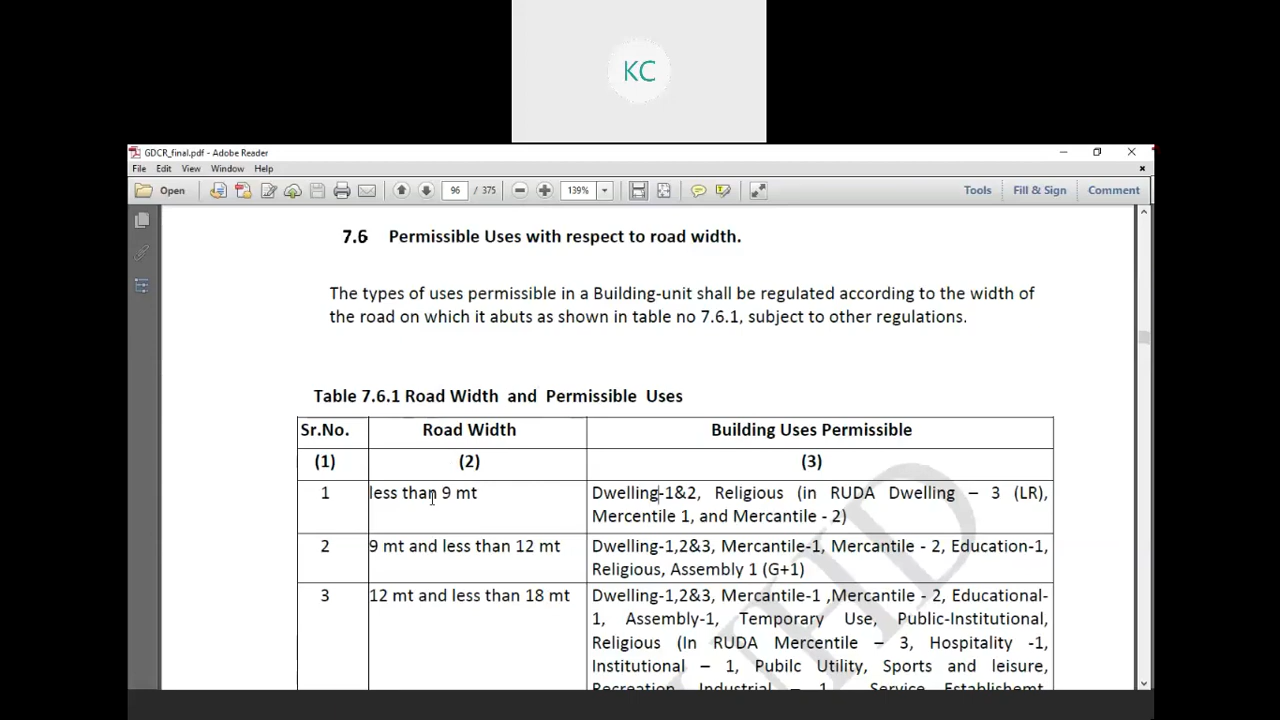 KC
GDCR_final.pdf - Adobe Reader
File Edit View Window Help
Open 96 / 375 139% Tools Fill & Sign Comment
7.6 Permissible Uses with respect to road width.
The types of uses permissible in a Building-unit shall be regulated according to the width of
the road on which it abuts as shown in table no 7.6.1, subject to other regulations.
Table 7.6.1 Road Width and Permissible Uses
Sr.No. Road Width Building Uses Permissible
(1) (2) (3)
1 less than 9 mt Dwelling-1&2, Religious (in RUDA Dwelling – 3 (LR),
Mercentile 1, and Mercantile - 2)
2 9 mt and less than 12 mt Dwelling-1,2&3, Mercantile-1, Mercantile - 2, Education-1,
Religious, Assembly 1 (G+1)
3 12 mt and less than 18 mt Dwelling-1,2&3, Mercantile-1 ,Mercantile - 2, Educational-
1, Assembly-1, Temporary Use, Public-Institutional,
Religious (In RUDA Mercentile – 3, Hospitality -1,
Institutional – 1, Pubilc Utility, Sports and leisure,
Recreation, Industrial – 1, Service Establishemt,